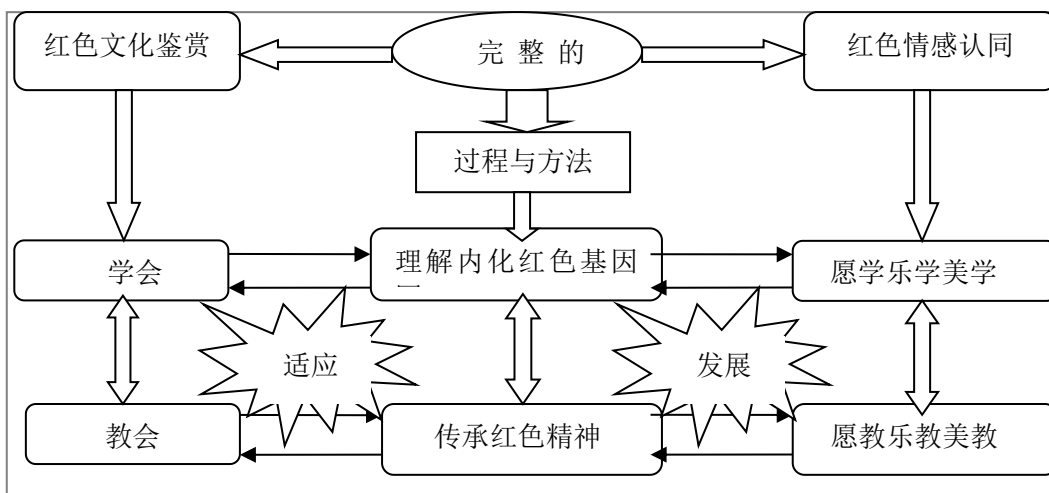 红色文化鉴赏
完整的
红色情感认同
过程与方法
学会
理解内化红色基因
愿学乐学美学
适应
发展
教会
传承红色精神
愿教乐教美教